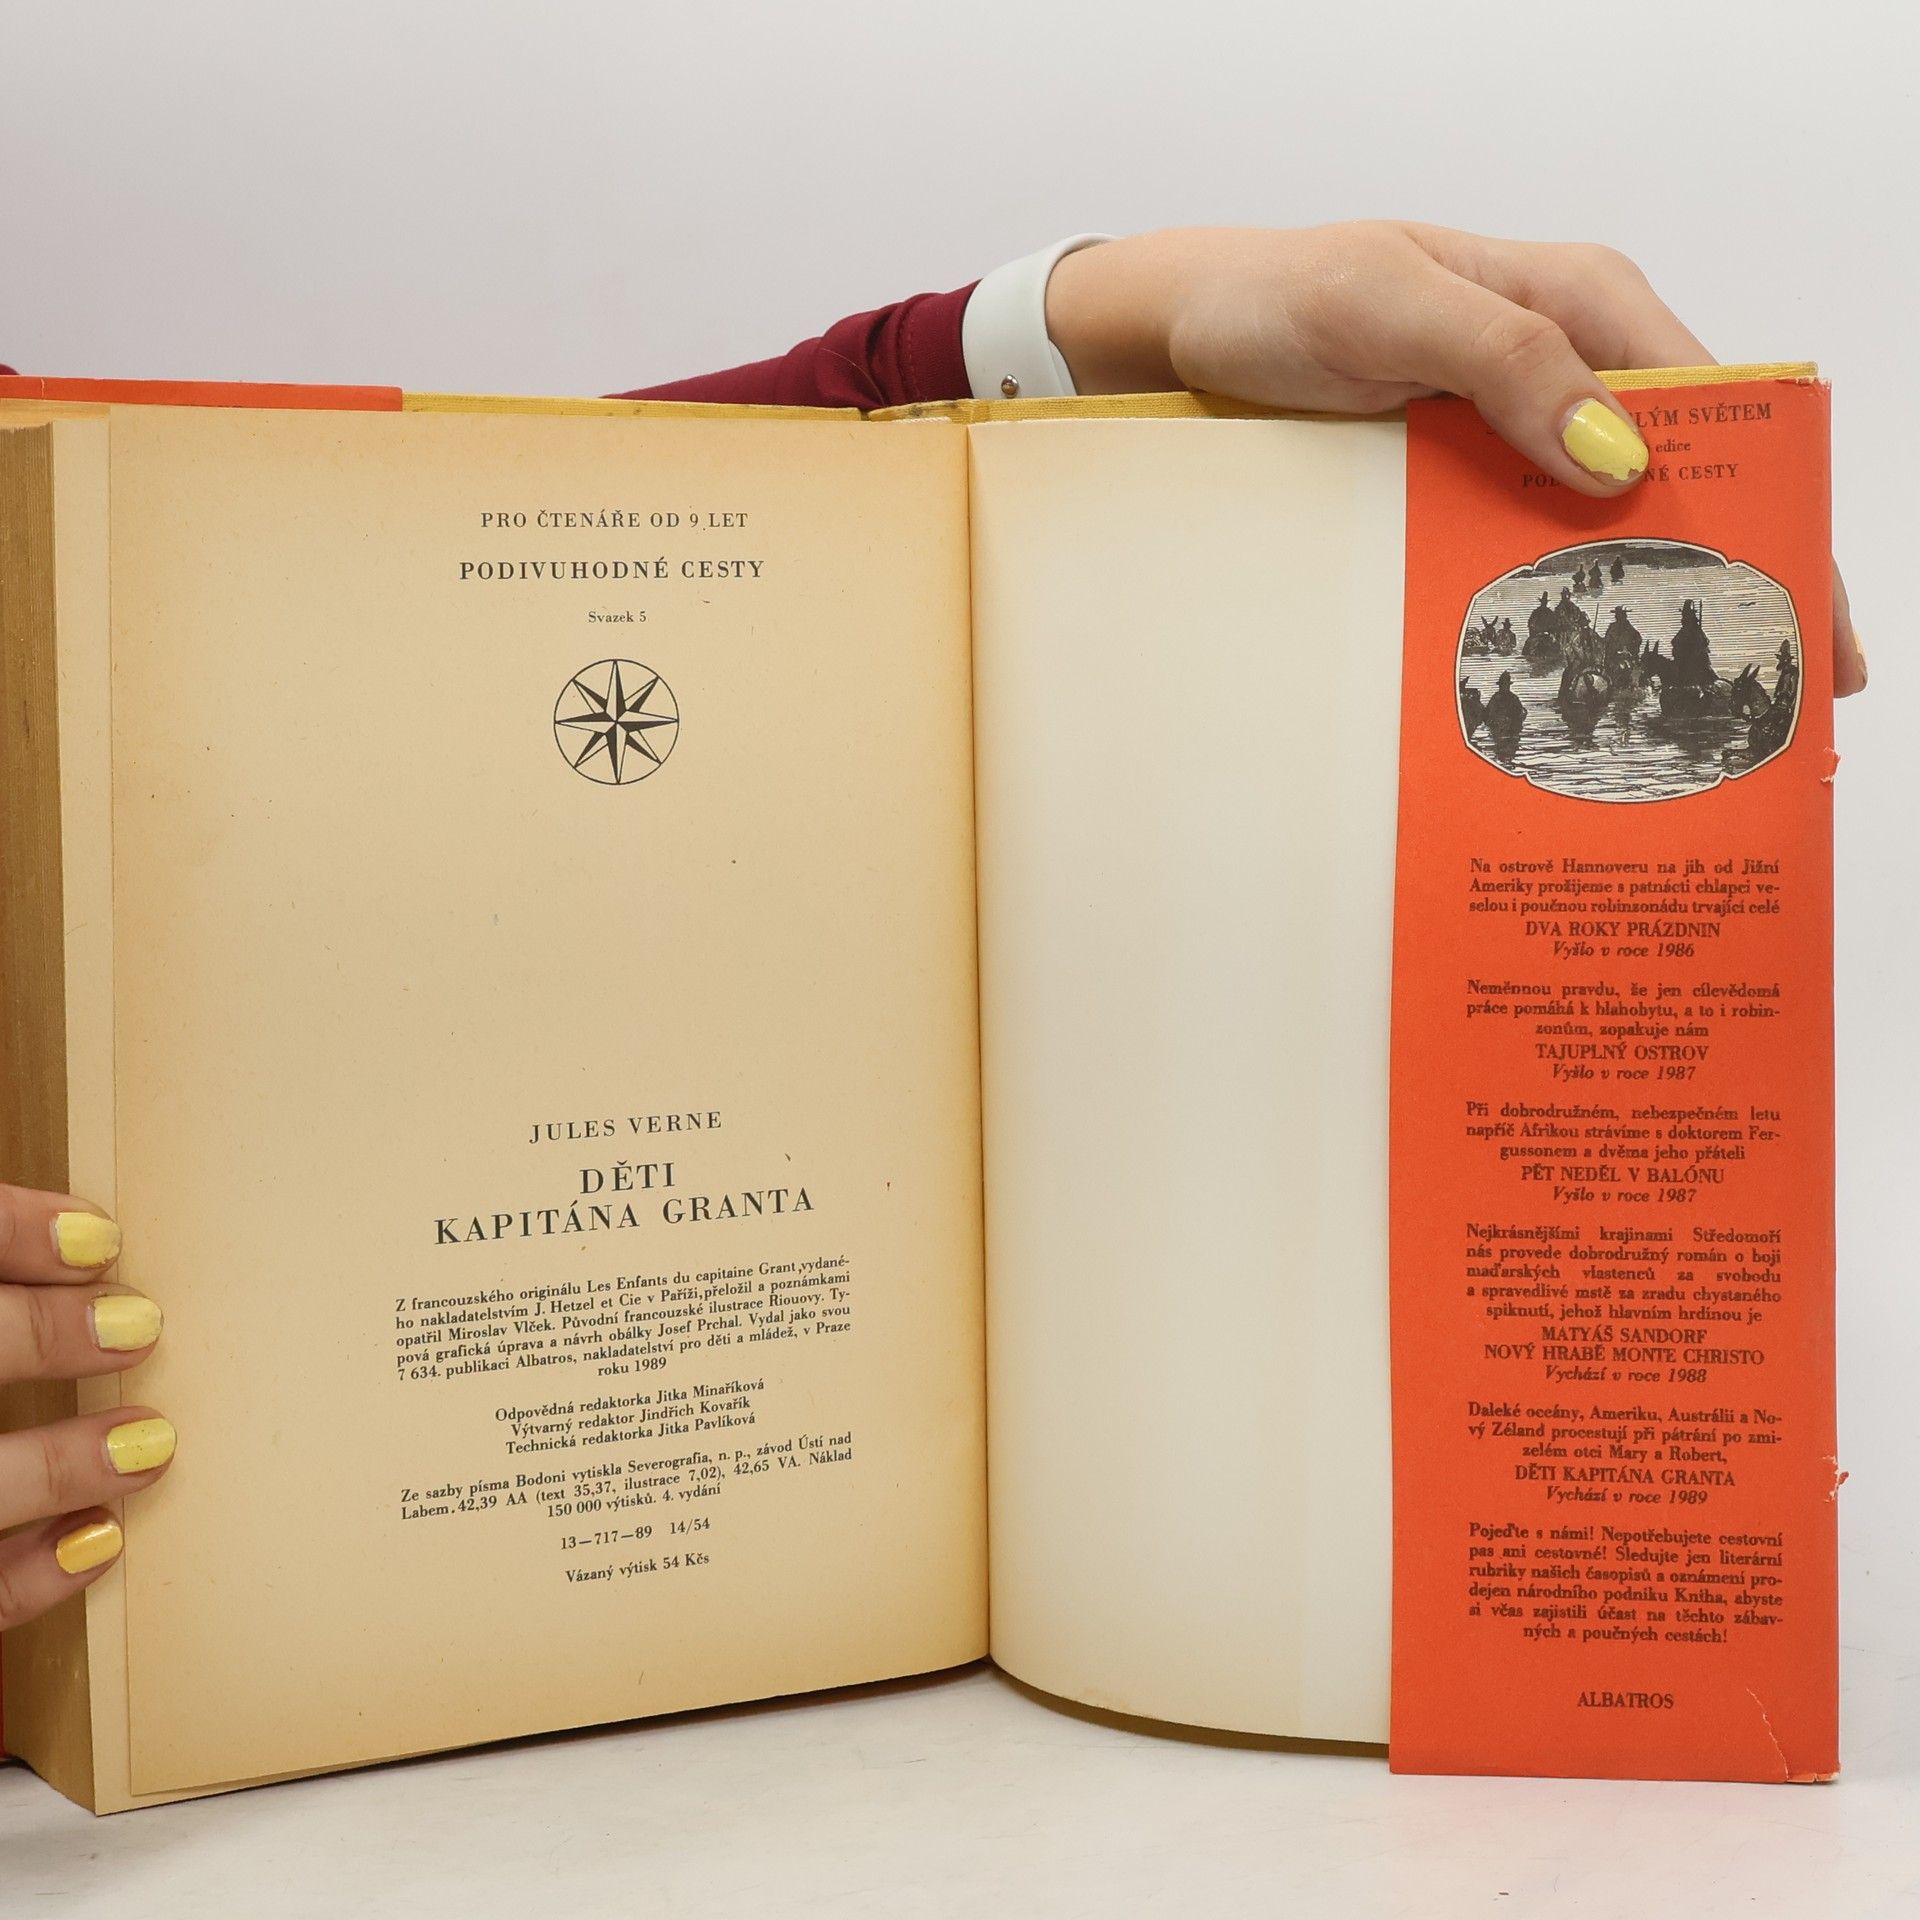 PRO ČTENÁŘE OD 9 LET
PODIVUHODNÉ CESTY
Svazek 5
JULES VERNE
DĚTI
KAPITÁNA GRANTA
Z francouzského originálu Les Enfants du capitaine Grant,vydané-
ho nakladatelstvím J. Hetzel et Cie v Paříži,přeložil a poznámkami
opatřil Miroslav Vlček. Původní francouzské ilustrace Riouovy. Ty-
pová grafická úprava a návrh obálky Josef Prchal. Vydal jako svou
7 634. publikaci Albatros, nakladatelství pro děti a mládež, v Praze
roku 1989
Odpovědná redaktorka Jitka Minaříková
Výtvarný redaktor Jindřich Kovařík
Technická redaktorka Jitka Pavlíková
Ze sazby písma Bodoni vytiskla Severografia, n. p., závod Ústí nad
Labem. 42,39 AA (text 35,37, ilustrace 7,02), 42,65 VA. Náklad
150 000 výtisků. 4. vydání
13—717—89 14/54
Vázaný výtisk 54 Kčs
SVĚTEM
edice
CESTY
Na ostrově Hannoveru na jih od Jižní
Ameriky prožijeme s patnácti chlapci ve-
selou i poučnou robinzonádu trvající celé
DVA ROKY PRÁZDNIN
Vyšlo v roce 1986
Neměnnou pravdu, že jen cílevědomá
práce pomáhá k blahobytu, a to i robin-
zonům, zopakuje nám
TAJUPLNÝ OSTROV
Vyšlo v roce 1987
Při dobrodružném, nebezpečném letu
napříč Afrikou strávíme s doktorem Fer-
gussonem a dvěma jeho přáteli
PĚT NEDĚL V BALÓNU
Vyšlo v roce 1987
Nejkrásnějšími krajinami Středomoří
nás provede dobrodružný román o boji
maďarských vlastenců za svobodu
a spravedlivé mstě za zradu chystaného
spiknutí, jehož hlavním hrdinou je
MATYÁŠ SANDORF
NOVÝ HRABĚ MONTE CHRISTO
Vychází v roce 1988
Daleké oceány, Ameriku, Austrálii a No-
vý Zéland procestují při pátrání po zmi-
zelém otci Mary a Robert,
DĚTI KAPITÁNA GRANTA
Vychází v roce 1989
Pojeďte s námi! Nepotřebujete cestovní
pas ani cestovné! Sledujte jen literární
rubriky našich časopisů a oznámení pro-
dejen národního podniku Kniha, abyste
si včas zajistili účast na těchto zábav-
ných a poučných cestách!
ALBATROS